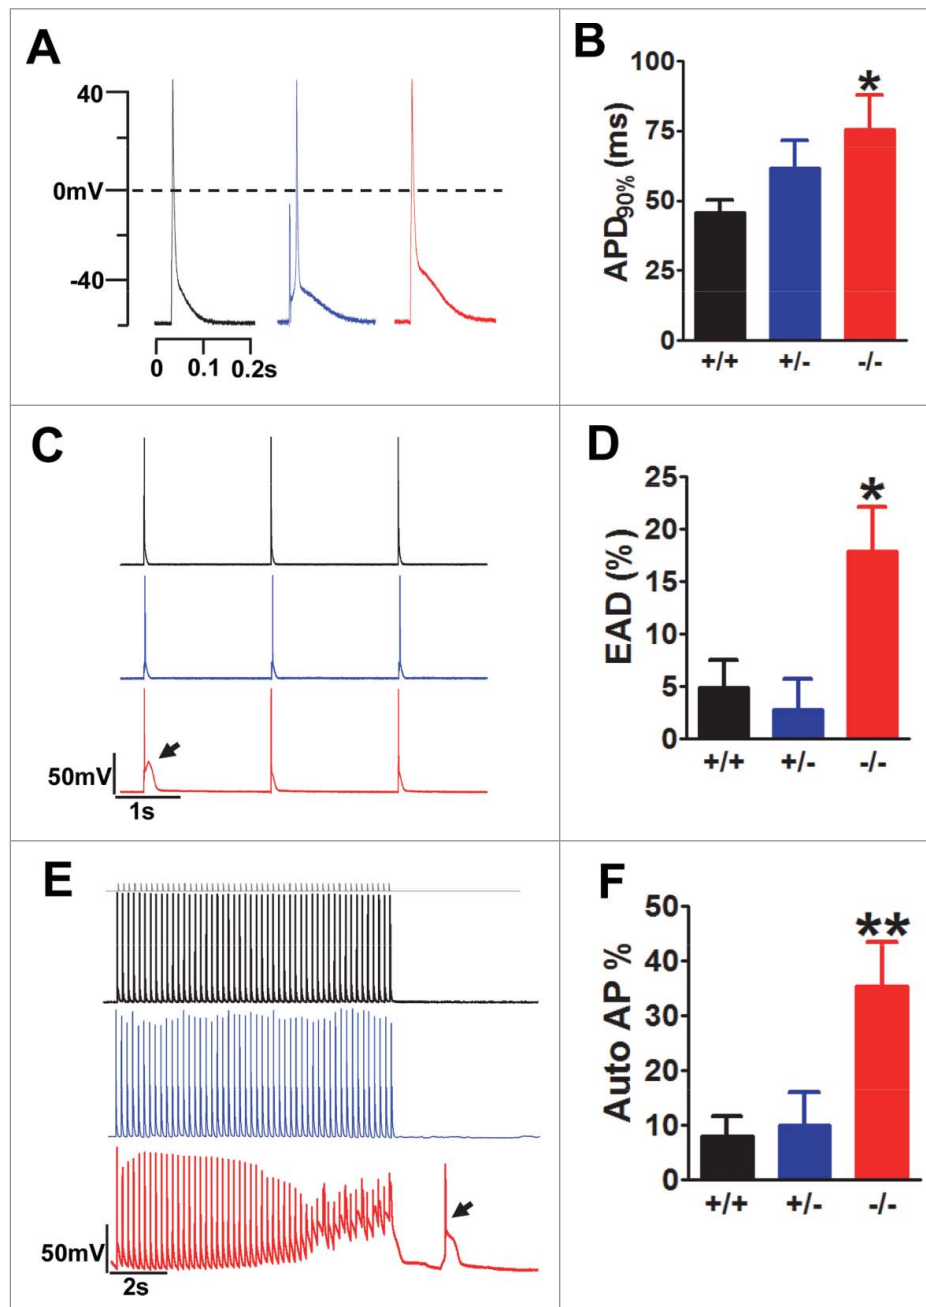 A
40
0mV
-40
0 0.1 0.2s
B
APD90% (ms)
100
75
50
25
0
+/+ +/- -/-
*
C
50mV
1s
D
EAD (%)
25
20
15
10
5
0
+/+ +/- -/-
*
E
50mV
2s
F
Auto AP %
50
40
30
20
10
0
+/+ +/- -/-
**